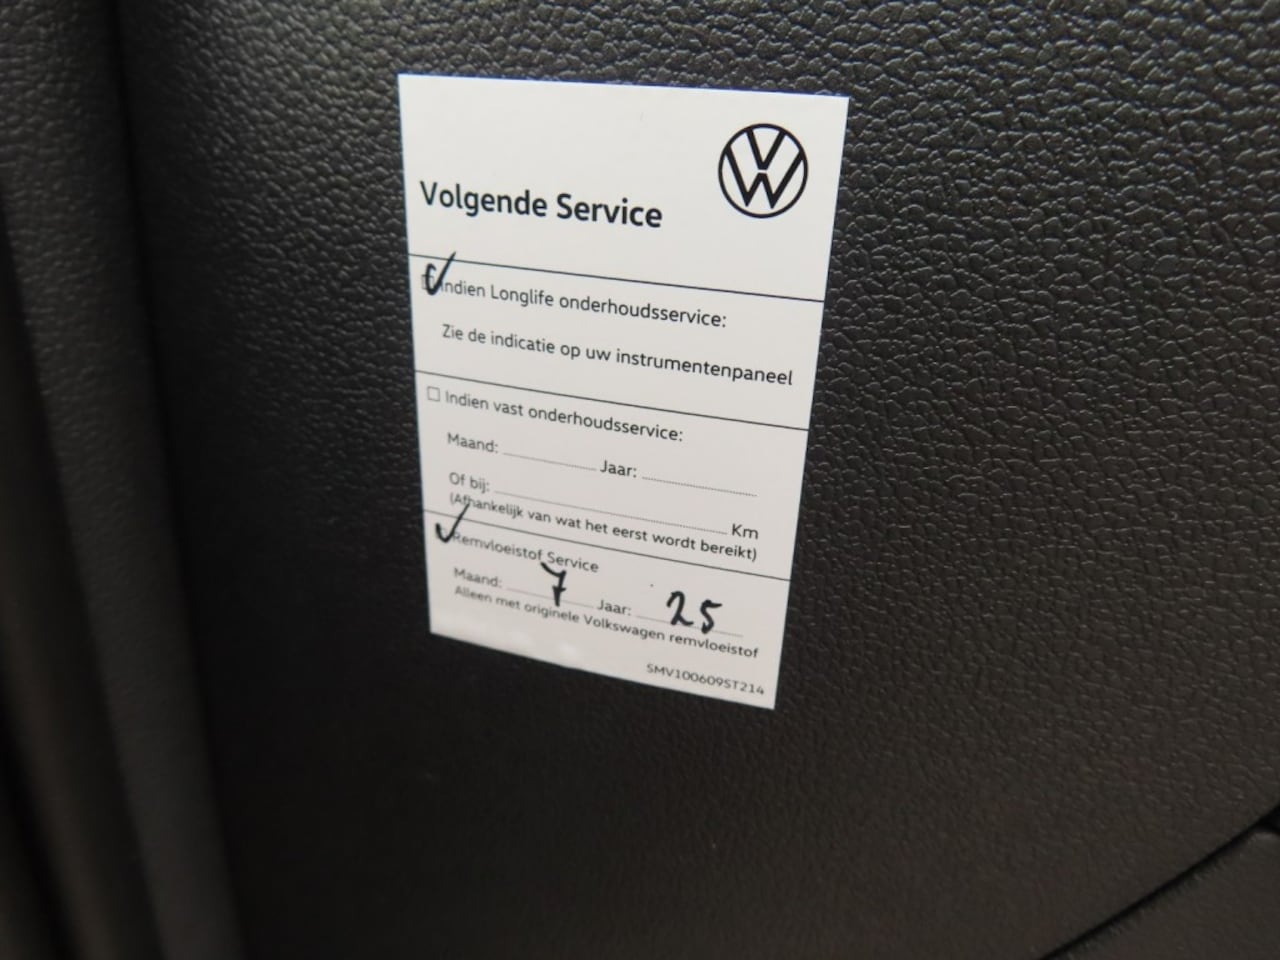 Volgende Service
Indien Longlife onderhoudsservice:
Zie de indicatie op uw instrumentenpaneel
Indien vast onderhoudsservice:
Maand: Jaar:
Of bij: Km
(Afhankelijk van wat het eerst wordt bereikt)
Remvloeistof Service
Maand: 7 Jaar: 25
Alleen met originele Volkswagen remvloeistof
SMV100609ST214